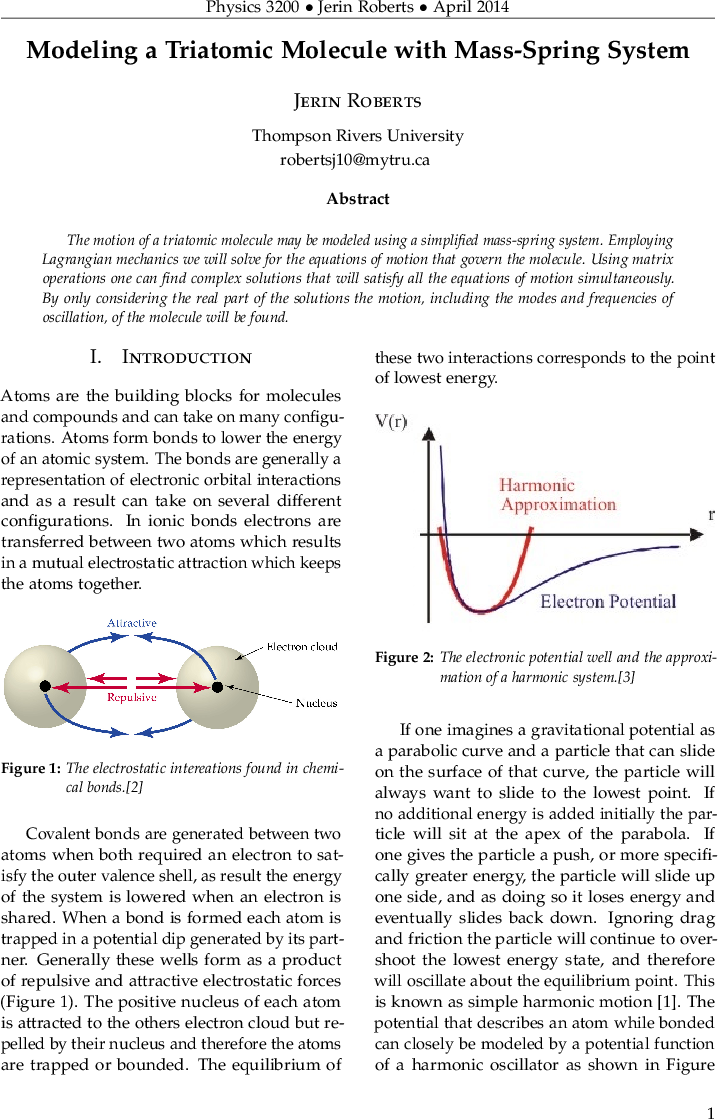 Physics 3200 • Jerin Roberts • April 2014
Modeling a Triatomic Molecule with Mass-Spring System
Jerin Roberts
Thompson Rivers University
robertsj10@mytru.ca
Abstract
The motion of a triatomic molecule may be modeled using a simplified mass-spring system. Employing
Lagrangian mechanics we will solve for the equations of motion that govern the molecule. Using matrix
operations one can find complex solutions that will satisfy all the equations of motion simultaneously.
By only considering the real part of the solutions the motion, including the modes and frequencies of
oscillation, of the molecule will be found.
I. Introduction
Atoms are the building blocks for molecules
and compounds and can take on many configu-
rations. Atoms form bonds to lower the energy
of an atomic system. The bonds are generally a
representation of electronic orbital interactions
and as a result can take on several different
configurations. In ionic bonds electrons are
transferred between two atoms which results
in a mutual electrostatic attraction which keeps
the atoms together.
Attractive
Electron cloud
Repulsive
Nucleus
Figure 1: The electrostatic intereations found in chemi-
cal bonds.[2]
Covalent bonds are generated between two
atoms when both required an electron to sat-
isfy the outer valence shell, as result the energy
of the system is lowered when an electron is
shared. When a bond is formed each atom is
trapped in a potential dip generated by its part-
ner. Generally these wells form as a product
of repulsive and attractive electrostatic forces
(Figure 1). The positive nucleus of each atom
is attracted to the others electron cloud but re-
pelled by their nucleus and therefore the atoms
are trapped or bounded. The equilibrium of
these two interactions corresponds to the point
of lowest energy.
V(r)
Harmonic
Approximation
r
Electron Potential
Figure 2: The electronic potential well and the approxi-
mation of a harmonic system.[3]
If one imagines a gravitational potential as
a parabolic curve and a particle that can slide
on the surface of that curve, the particle will
always want to slide to the lowest point. If
no additional energy is added initially the par-
ticle will sit at the apex of the parabola. If
one gives the particle a push, or more specifi-
cally greater energy, the particle will slide up
one side, and as doing so it loses energy and
eventually slides back down. Ignoring drag
and friction the particle will continue to over-
shoot the lowest energy state, and therefore
will oscillate about the equilibrium point. This
is known as simple harmonic motion [1]. The
potential that describes an atom while bonded
can closely be modeled by a potential function
of a harmonic oscillator as shown in Figure
1